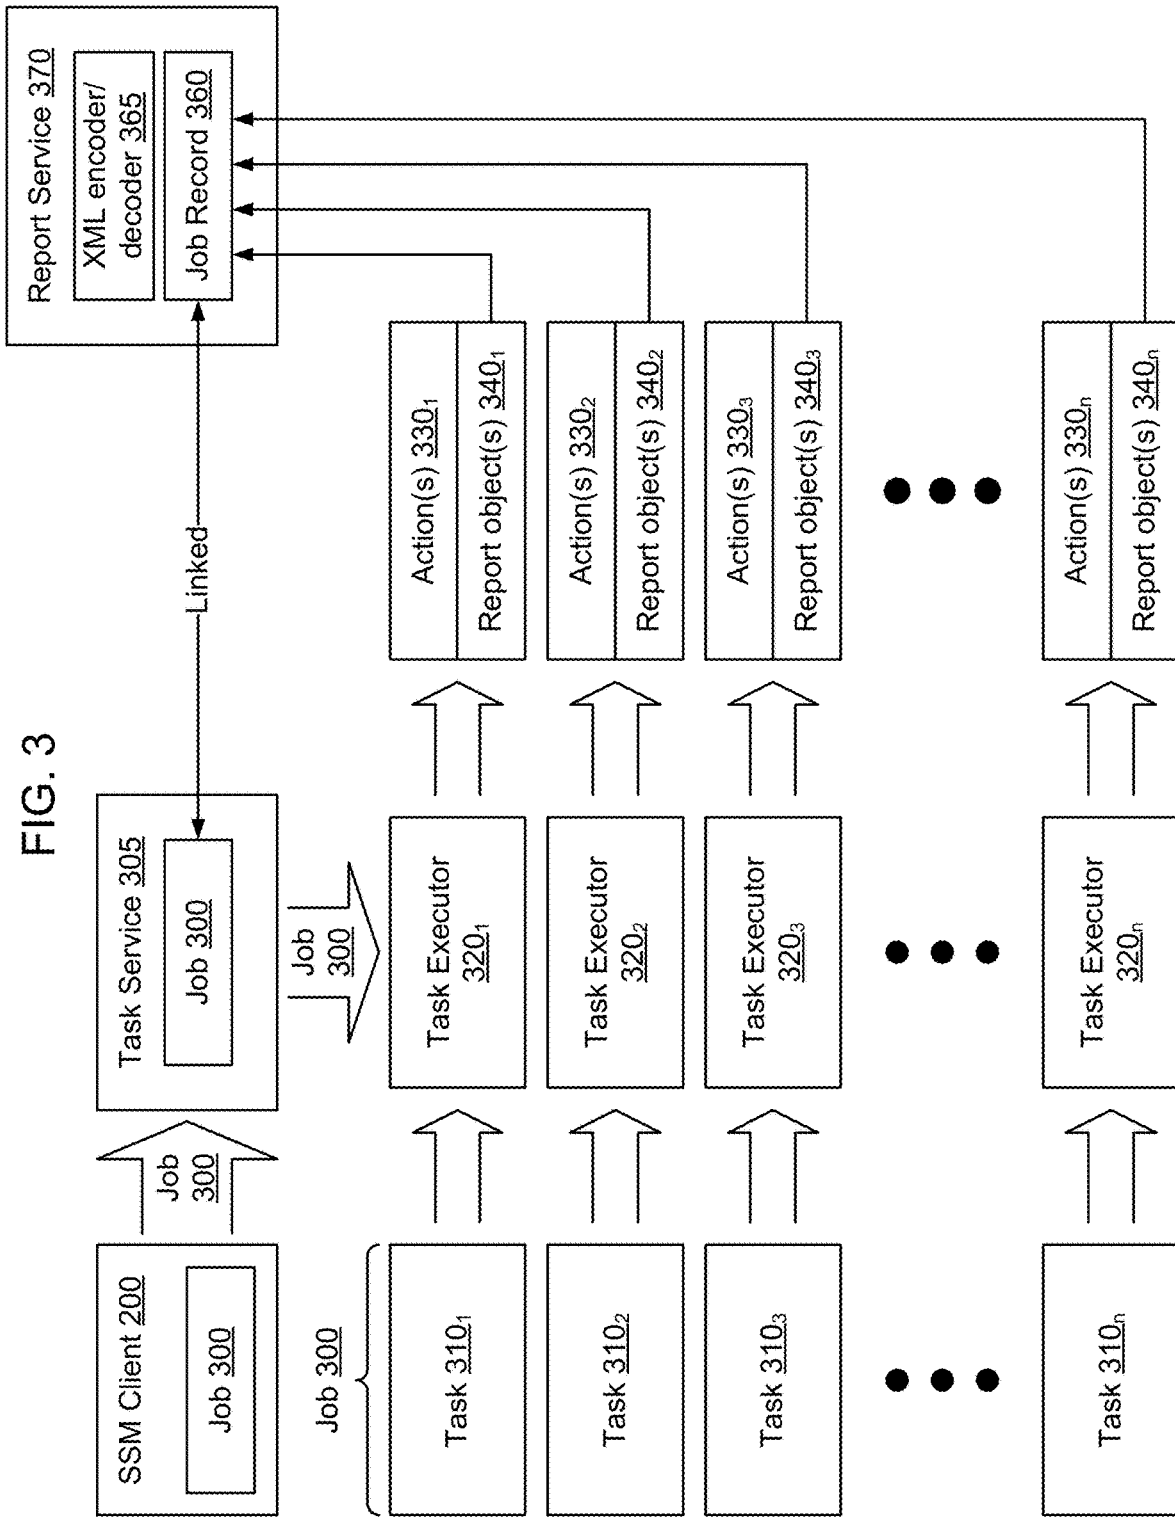 FIG. 3
SSM Client 200
Job 300
Job
300
Task Service 305
Job 300
Linked
Report Service 370
XML encoder/
decoder 365
Job Record 360
Job 300
Job
300
Task 310₁
Task Executor
320₁
Action(s) 330₁
Report object(s) 340₁
Task 310₂
Task Executor
320₂
Action(s) 330₂
Report object(s) 340₂
Task 310₃
Task Executor
320₃
Action(s) 330₃
Report object(s) 340₃
Task 310ₙ
Task Executor
320ₙ
Action(s) 330ₙ
Report object(s) 340ₙ